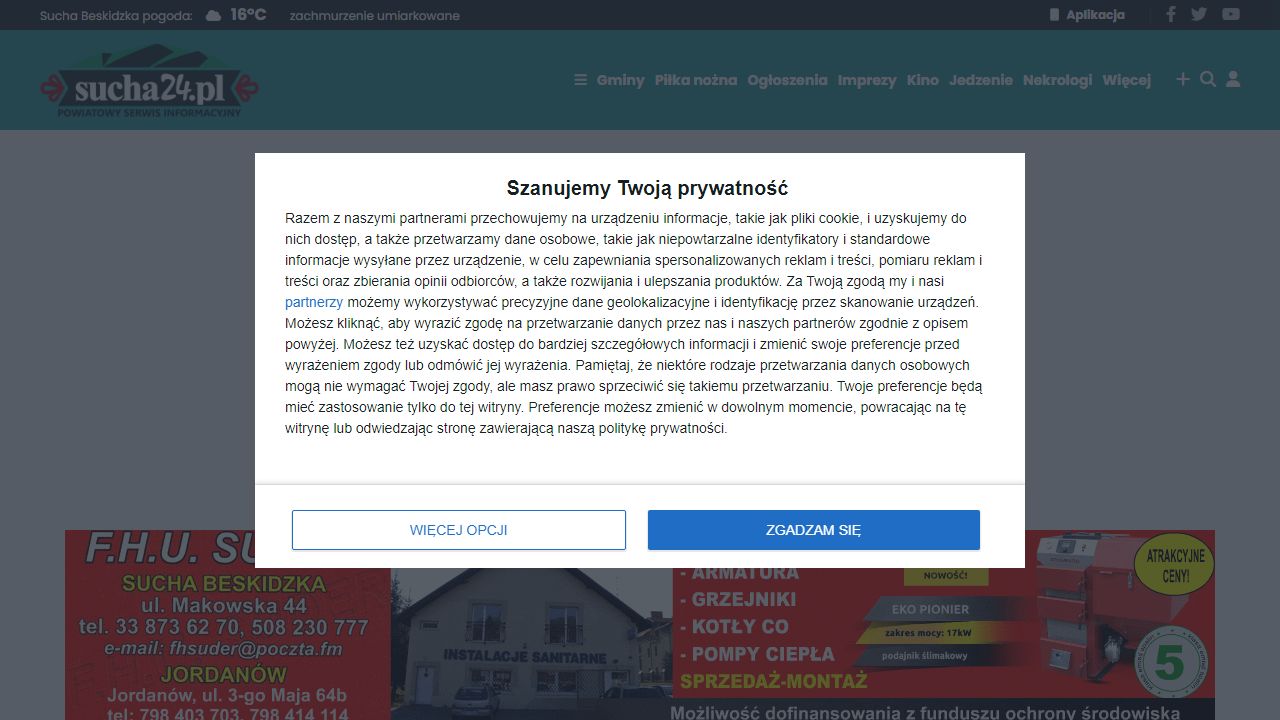 Sucha Beskidzka pogoda: 16°C zachmurzenie umiarkowane Aplikacja
sucha24.pl
POWIATOWY SERWIS INFORMACYJNY
Gminy Piłka nożna Ogłoszenia Imprezy Kino Jedzenie Nekrologi Więcej
Szanujemy Twoją prywatność
Razem z naszymi partnerami przechowujemy na urządzeniu informacje, takie jak pliki cookie, i uzyskujemy do
nich dostęp, a także przetwarzamy dane osobowe, takie jak niepowtarzalne identyfikatory i standardowe
informacje wysyłane przez urządzenie, w celu zapewniania spersonalizowanych reklam i treści, pomiaru reklam i
treści oraz zbierania opinii odbiorców, a także rozwijania i ulepszania produktów. Za Twoją zgodą my i nasi
partnerzy możemy wykorzystywać precyzyjne dane geolokalizacyjne i identyfikację przez skanowanie urządzeń.
Możesz kliknąć, aby wyrazić zgodę na przetwarzanie danych przez nas i naszych partnerów zgodnie z opisem
powyżej. Możesz też uzyskać dostęp do bardziej szczegółowych informacji i zmienić swoje preferencje przed
wyrażeniem zgody lub odmówić jej wyrażenia. Pamiętaj, że niektóre rodzaje przetwarzania danych osobowych
mogą nie wymagać Twojej zgody, ale masz prawo sprzeciwić się takiemu przetwarzaniu. Twoje preferencje będą
mieć zastosowanie tylko do tej witryny. Preferencje możesz zmienić w dowolnym momencie, powracając na tę
witrynę lub odwiedzając stronę zawierającą naszą politykę prywatności.
WIĘCEJ OPCJI
ZGADZAM SIĘ
F.H.U. SU
SUCHA BESKIDZKA
ul. Makowska 44
tel. 33 873 62 70, 508 230 777
e-mail: fhsuder@poczta.fm
JORDANÓW
Jordanów, ul. 3-go Maja 64b
tel: 798 403 703, 798 414 114
INSTALACJE SANITARNE
- ARMATURA
- GRZEJNIKI
- KOTŁY CO
- POMPY CIEPŁA
SPRZEDAŻ-MONTAŻ
NOWOŚĆ!
EKO PIONIER
zakres mocy: 17kW
podajnik ślimakowy
ATRAKCYJNE
CENY!
5
Możliwość dofinansowania z funduszu ochrony środowiska